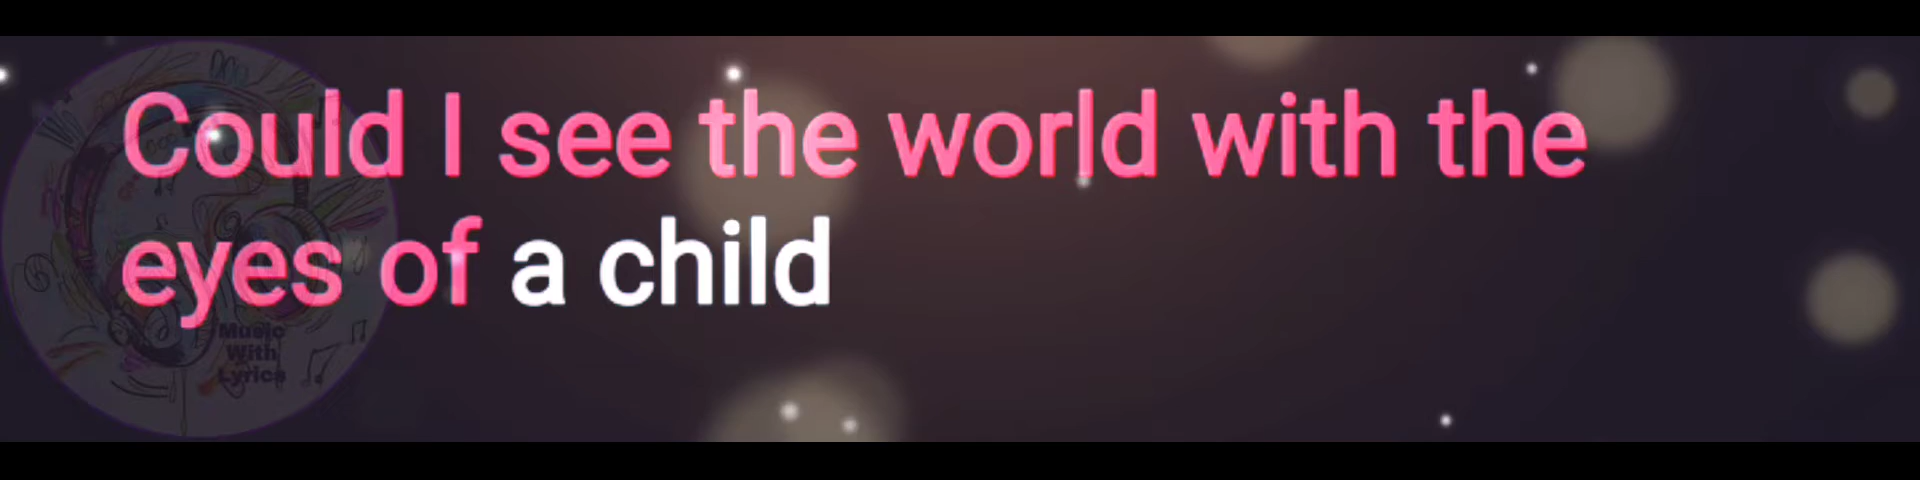 Could I see the world with the
eyes of a child
Music
With
Lyrics